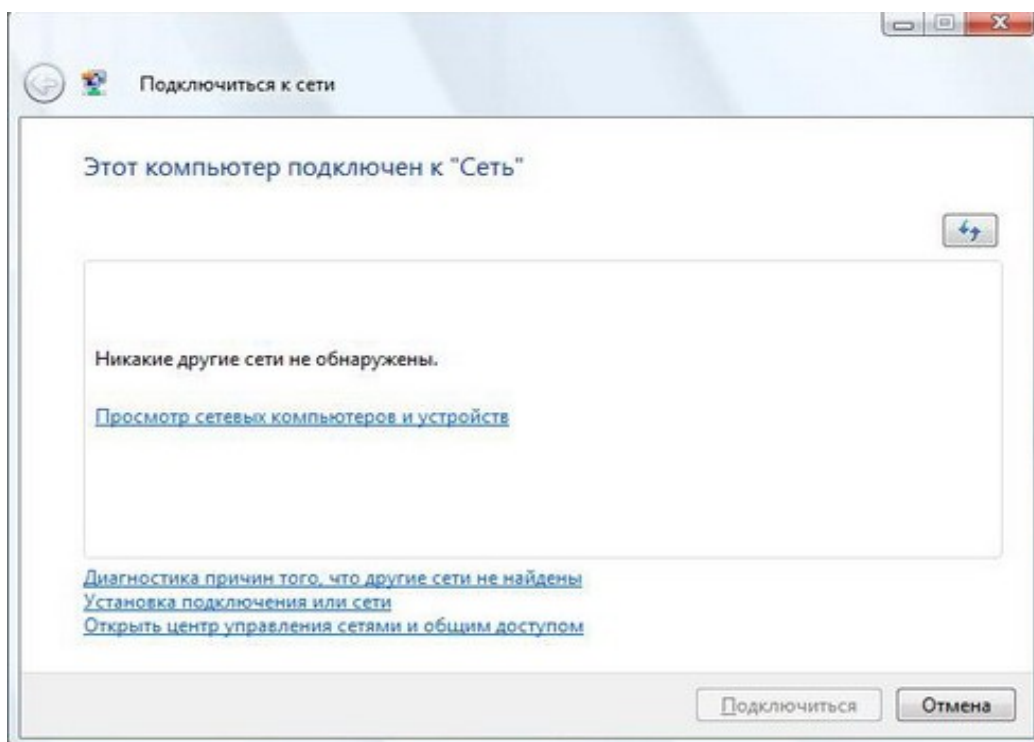 Подключиться к сети
Этот компьютер подключен к "Сеть"
Никакие другие сети не обнаружены.
Просмотр сетевых компьютеров и устройств
Диагностика причин того, что другие сети не найдены
Установка подключения или сети
Открыть центр управления сетями и общим доступом
Подключиться
Отмена